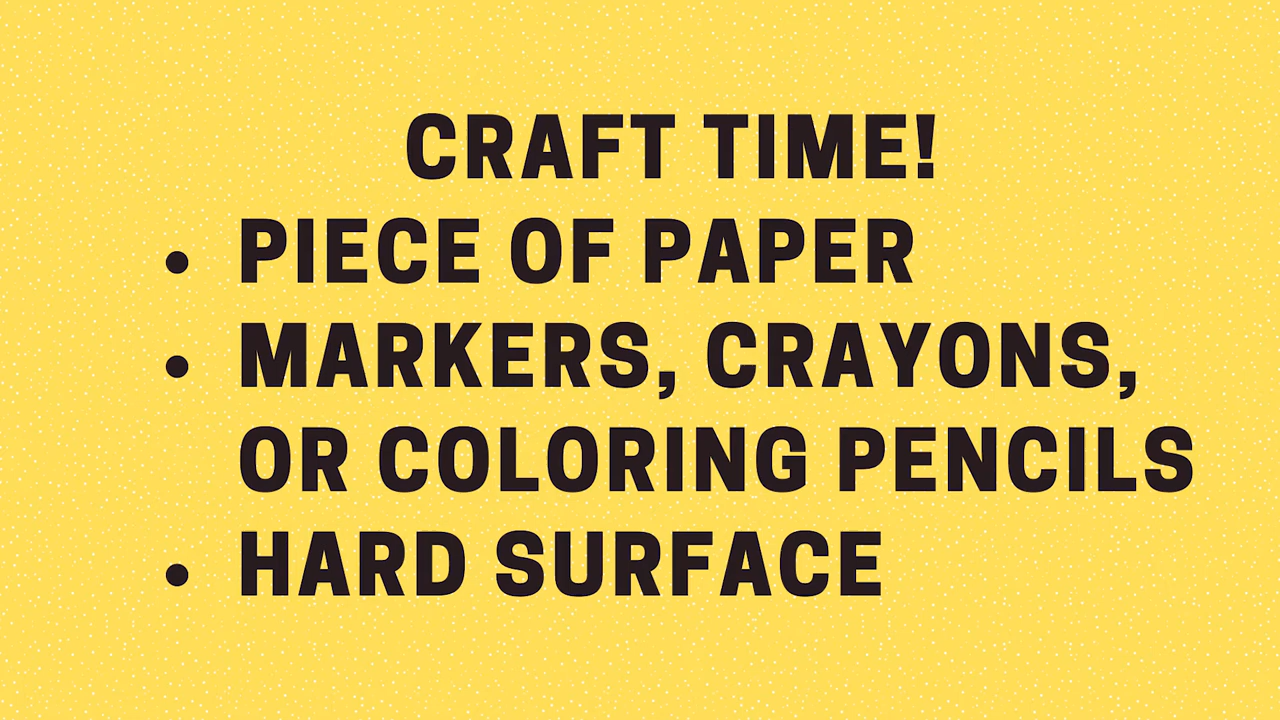 CRAFT TIME!
• PIECE OF PAPER
• MARKERS, CRAYONS,
OR COLORING PENCILS
• HARD SURFACE